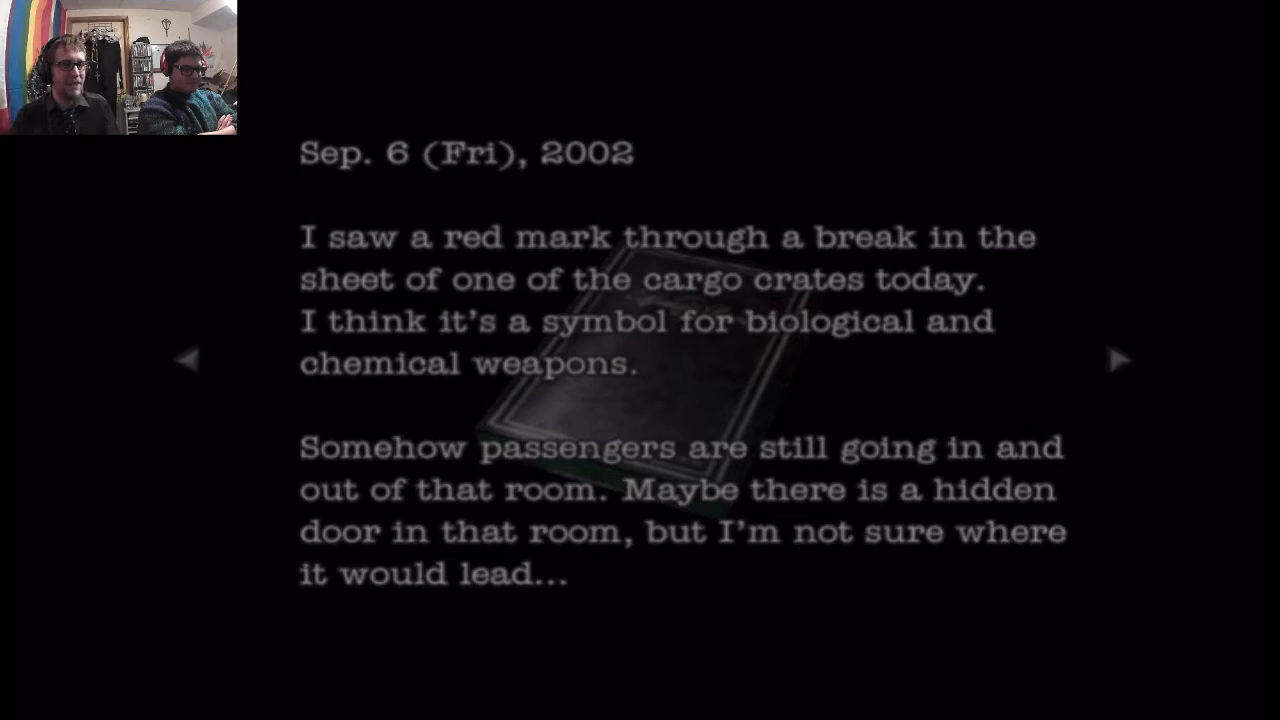 Sep. 6 (Fri), 2002
I saw a red mark through a break in the
sheet of one of the cargo crates today.
I think it's a symbol for biological and
chemical weapons.
Somehow passengers are still going in and
out of that room. Maybe there is a hidden
door in that room, but I'm not sure where
it would lead...